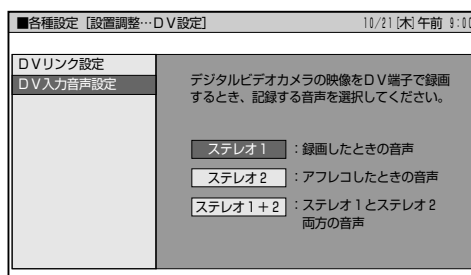 ■各種設定［設置調整…ＤＶ設定］ 10/21[木]午前 9:00
ＤＶリンク設定
ＤＶ入力音声設定
デジタルビデオカメラの映像をＤＶ端子で録画
するとき、記録する音声を選択してください。
ステレオ１ ：録画したときの音声
ステレオ２ ：アフレコしたときの音声
ステレオ１＋２ ：ステレオ１とステレオ２
両方の音声